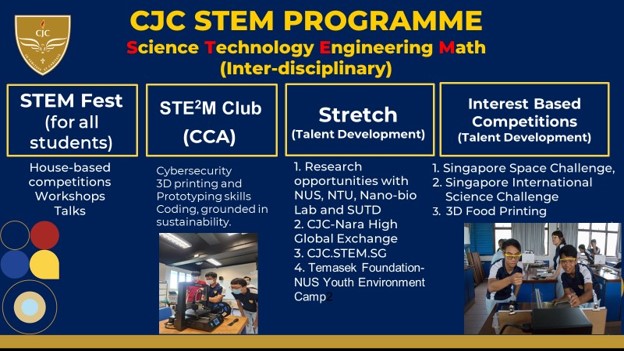 CJC
CJC STEM PROGRAMME
Science Technology Engineering Math
(Inter-disciplinary)
STEM Fest
(for all
students)
House-based
competitions
Workshops
Talks
STE²M Club
(CCA)
Cybersecurity
3D printing and
Prototyping skills
Coding, grounded in
sustainability.
Stretch
(Talent Development)
1. Research
opportunities with
NUS, NTU, Nano-bio
Lab and SUTD
2. CJC-Nara High
Global Exchange
3. CJC.STEM.SG
4. Temasek Foundation-
NUS Youth Environment
Camp
Interest Based
Competitions
(Talent Development)
1. Singapore Space Challenge,
2. Singapore International
Science Challenge
3. 3D Food Printing